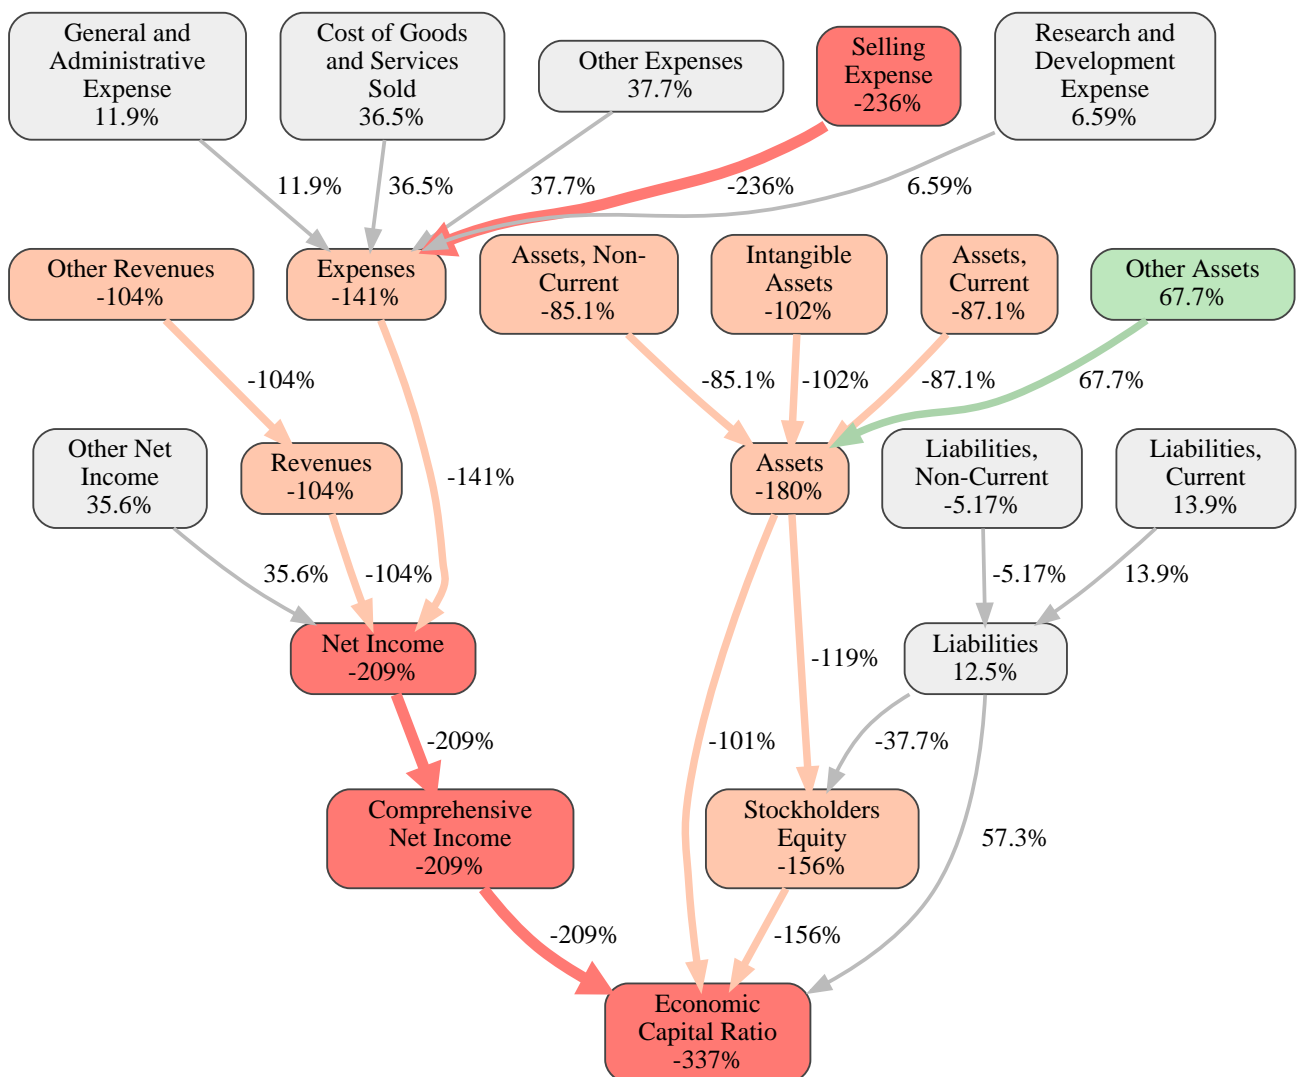 General and
Administrative
Expense
11.9%
Cost of Goods
and Services
Sold
36.5%
Other Expenses
37.7%
Selling
Expense
-236%
Research and
Development
Expense
6.59%
11.9%
36.5%
37.7%
-236%
6.59%
Other Revenues
-104%
Expenses
-141%
Assets, Non-
Current
-85.1%
Intangible
Assets
-102%
Assets,
Current
-87.1%
Other Assets
67.7%
-104%
-85.1%
-102%
-87.1%
67.7%
Other Net
Income
35.6%
Revenues
-104%
-141%
Assets
-180%
Liabilities,
Non-Current
-5.17%
Liabilities,
Current
13.9%
35.6%
-104%
-5.17%
13.9%
Net Income
-209%
-119%
Liabilities
12.5%
-209%
-101%
-37.7%
Comprehensive
Net Income
-209%
Stockholders
Equity
-156%
57.3%
-209%
-156%
Economic
Capital Ratio
-337%